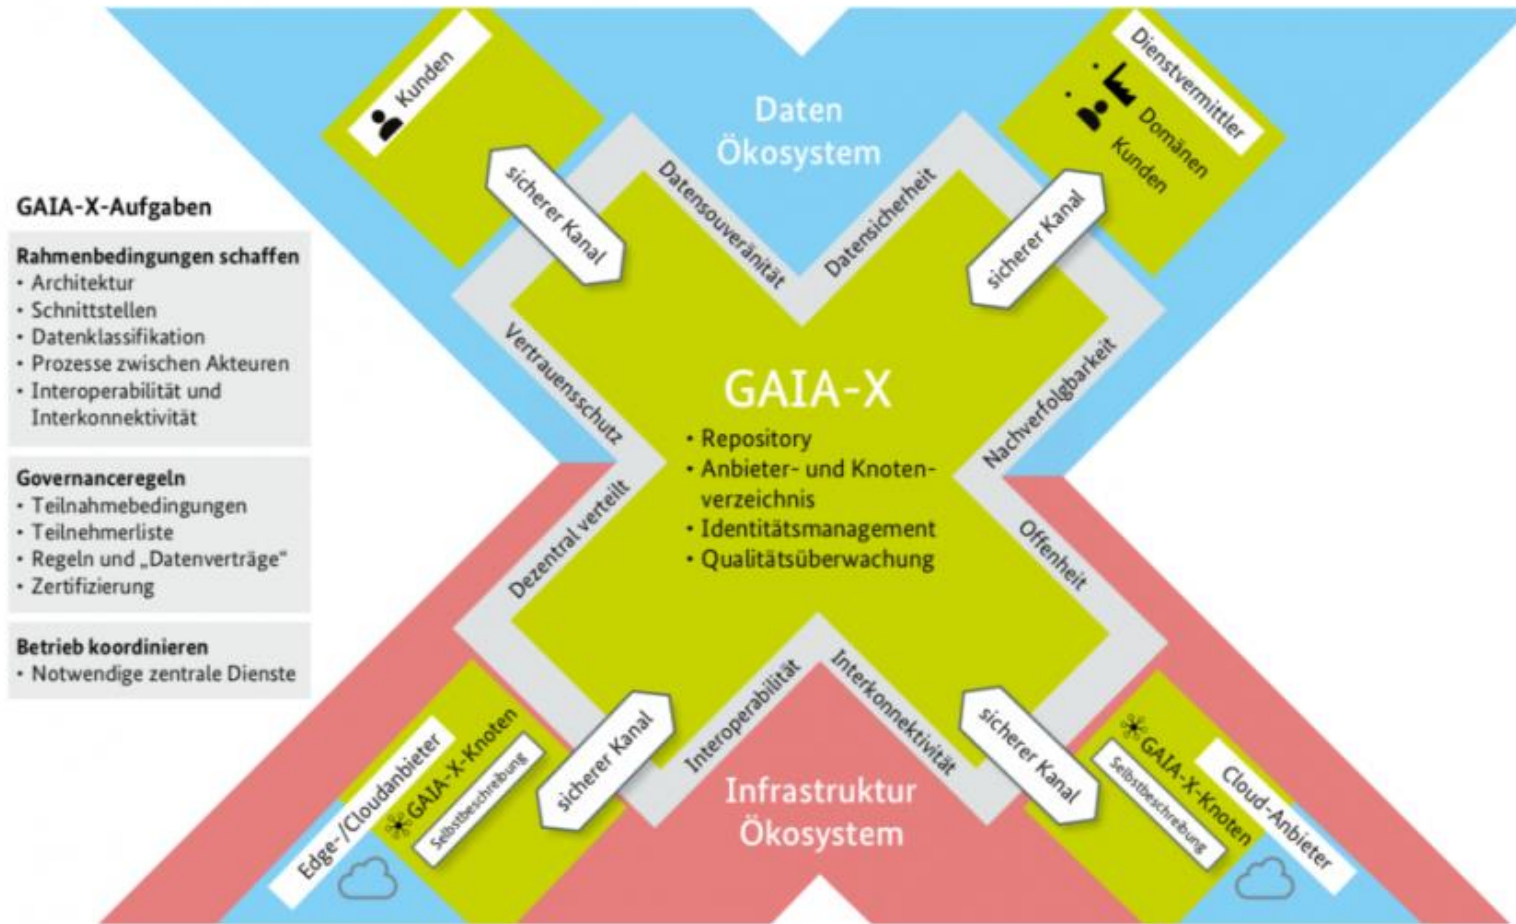 GAIA-X-Aufgaben
Rahmenbedingungen schaffen
• Architektur
• Schnittstellen
• Datenklassifikation
• Prozesse zwischen Akteuren
• Interoperabilität und
Interkonnektivität
Governanceregeln
• Teilnahmebedingungen
• Teilnehmerliste
• Regeln und „Datenverträge“
• Zertifizierung
Betrieb koordinieren
• Notwendige zentrale Dienste
Kunden
sicherer Kanal
Daten
Ökosystem
Dienstvermittler
• Domänen
• Kunden
sicherer Kanal
Datensouveränität
Datensicherheit
Vertrauensschutz
Nachverfolgbarkeit
GAIA-X
• Repository
• Anbieter- und Knoten-
verzeichnis
• Identitätsmanagement
• Qualitätsüberwachung
Dezentral verteilt
Offenheit
Interoperabilität
Interkonnektivität
Infrastruktur
Ökosystem
Edge-/Cloudanbieter
GAIA-X-Knoten
Selbstbeschreibung
sicherer Kanal
sicherer Kanal
GAIA-X-Knoten
Selbstbeschreibung
Cloud-Anbieter